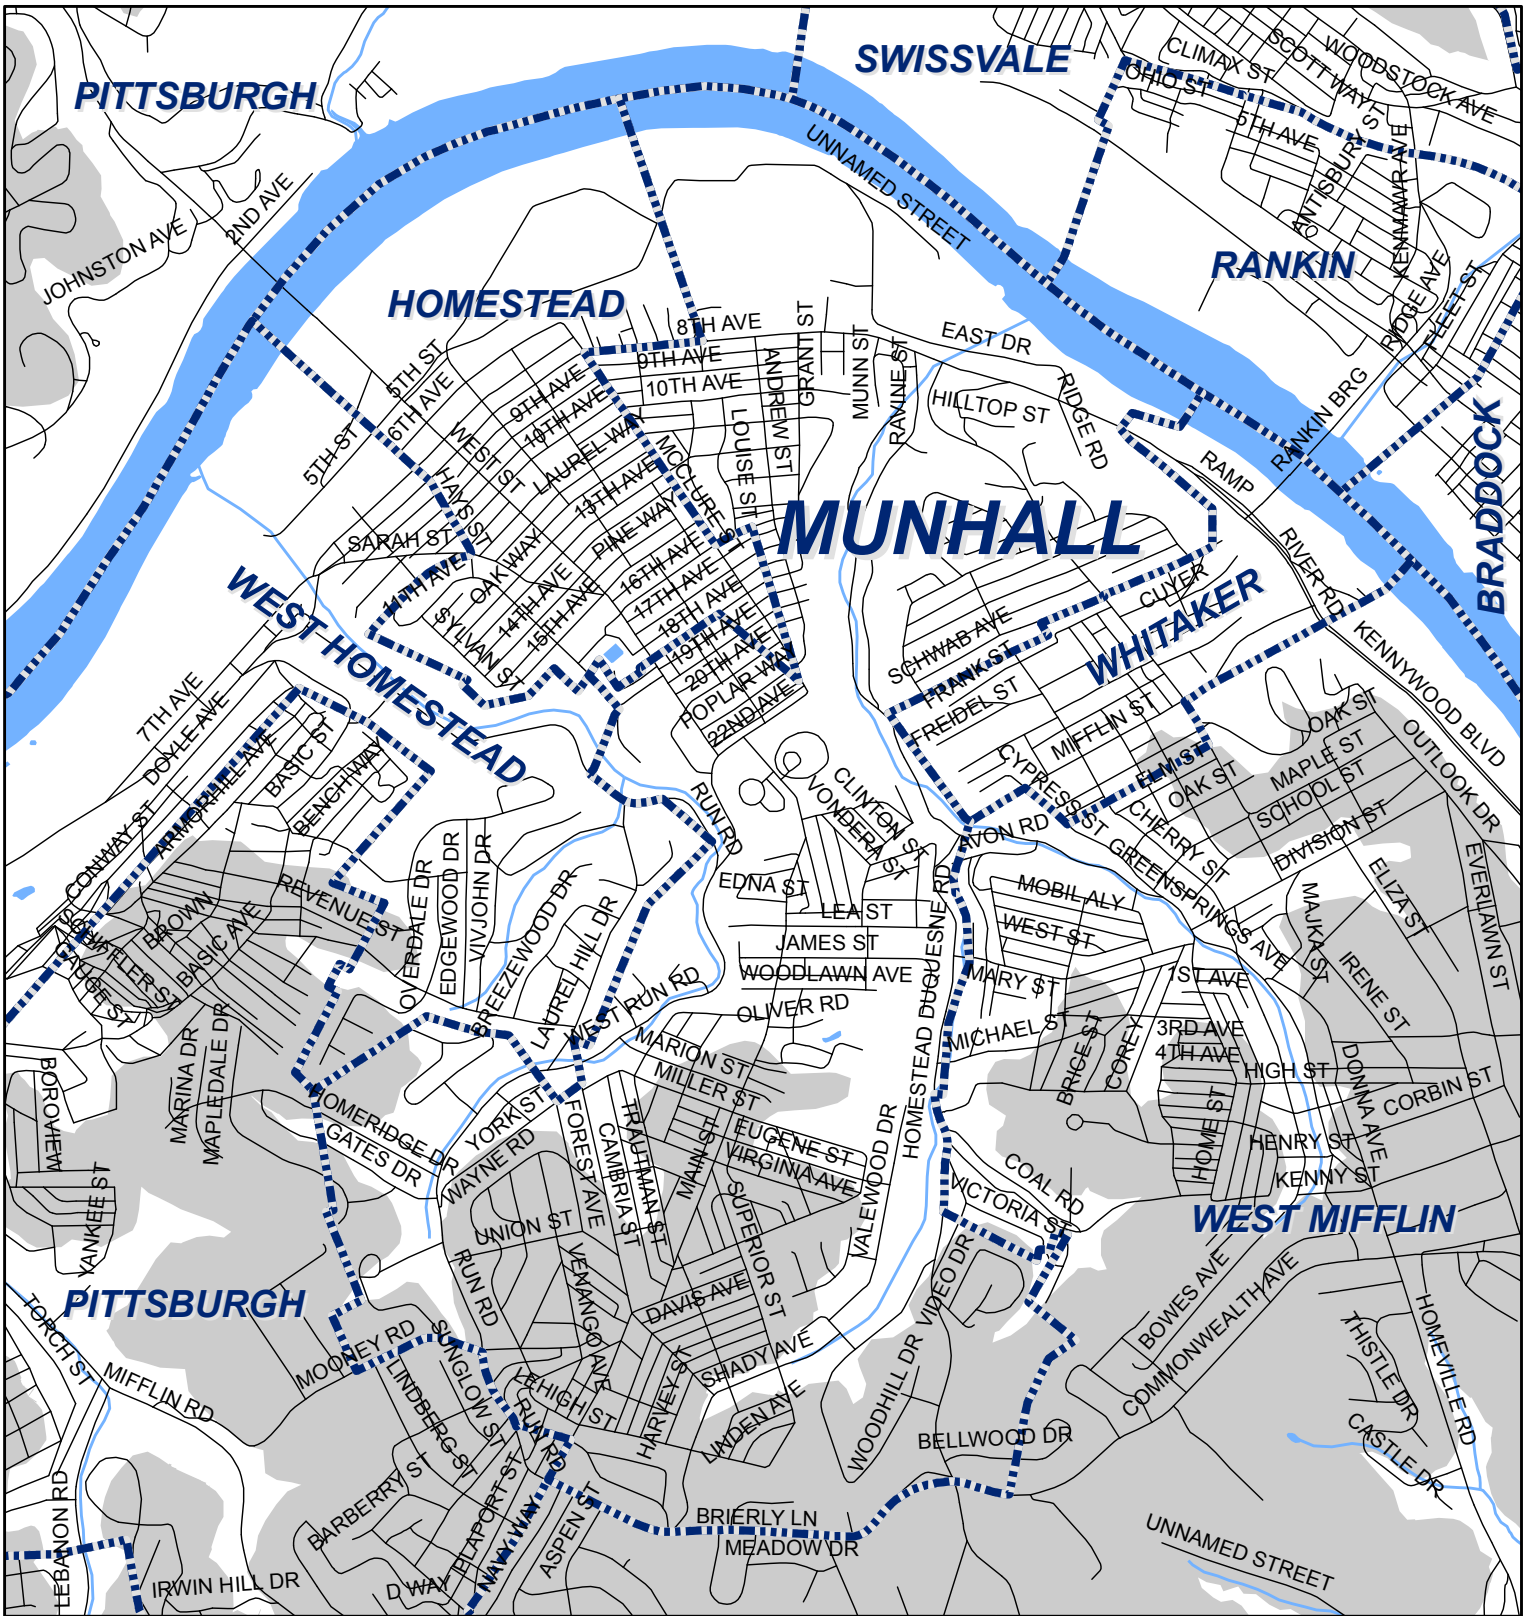 SWISSVALE
PITTSBURGH
CLIMAX ST
SCOTT WAY
WOODSTOCK AVE
OHIO ST
5TH AVE
ANTISBURY ST
KENMAWR AVE
UNNAMED STREET
2ND AVE
JOHNSTON AVE
RANKIN
RIDGE AVE
FLEET ST
HOMESTEAD
8TH AVE
GRANT ST
EAST DR
9TH AVE
10TH AVE
ANDREW ST
MUNN ST
RAVINE ST
5TH ST
6TH AVE
9TH AVE
10TH AVE
LAUREL WAY
LOUISE ST
HILLTOP ST
RIDGE RD
RANKIN BRG
BRADDOCK
5TH ST
WEST ST
HAYS ST
13TH AVE
MCCLURE ST
RAMP
PINE WAY
MUNHALL
SARAH ST
11TH AVE
OAK WAY
16TH AVE
RIVER RD
WEST HOMESTEAD
14TH AVE
15TH AVE
17TH AVE
18TH AVE
19TH AVE
20TH AVE
POPLAR WAY
22ND AVE
SYLVAN ST
CUYER
WHITAKER
SCHWAB AVE
FRANK ST
FREIDEL ST
KENNYWOOD BLVD
7TH AVE
DOYLE AVE
ARMORHILL AVE
BASIC ST
BENCH WAY
MIFFLIN ST
CYPRESS ST
ELM ST
OAK ST
OAK ST
MAPLE ST
SCHOOL ST
OUTLOOK DR
RUN RD
CLINTON ST
VONDERA ST
CONWAY ST
AVON RD
CHERRY ST
GREENSPRINGS AVE
DIVISION ST
ELIZA ST
EVERLAWN ST
REVENUE ST
OVERDALE DR
EDGEWOOD DR
VIVJOHN DR
BREEZEWOOD DR
LAUREL HILL DR
EDNA ST
LEA ST
JAMES ST
WOODLAWN AVE
OLIVER RD
HOMESTEAD DUQUESNE RD
MOBIL ALY
WEST ST
MARY ST
MICHAEL ST
1ST AVE
MAJKA ST
IRENE ST
SCHIFFLER ST
GAUGE ST
BROWN
BASIC AVE
WEST RUN RD
MARION ST
MILLER ST
BRICE ST
COREY
3RD AVE
4TH AVE
HIGH ST
DONNA AVE
CORBIN ST
BOROVIEW
MARINA DR
MAPLEDALE DR
HOMERIDGE DR
GATES DR
YORK ST
WAYNE RD
FOREST AVE
CAMBRIA ST
TRAUTMAN ST
MAIN ST
EUGENE ST
VIRGINIA AVE
VALEWOOD DR
COAL RD
VICTORIA ST
HOME ST
HENRY ST
KENNY ST
WEST MIFFLIN
YANKEE ST
UNION ST
RUN RD
VENANGO AVE
SUPERIOR ST
DAVIS AVE
VIDEO DR
BOWES AVE
COMMONWEALTH AVE
PITTSBURGH
TORCH ST
MIFFLIN RD
MOONEY RD
SUNGLOW ST
LINDBERG ST
LEHIGH ST
RUN RD
HARVEY ST
SHADY AVE
LINDEN AVE
WOODHILL DR
BELLWOOD DR
THISTLE DR
CASTLE DR
HOMEVILLE RD
LEBANON RD
BARBERRY ST
PLAPORT ST
NAVY WAY
ASPEN ST
D WAY
IRWIN HILL DR
BRIERLY LN
MEADOW DR
UNNAMED STREET